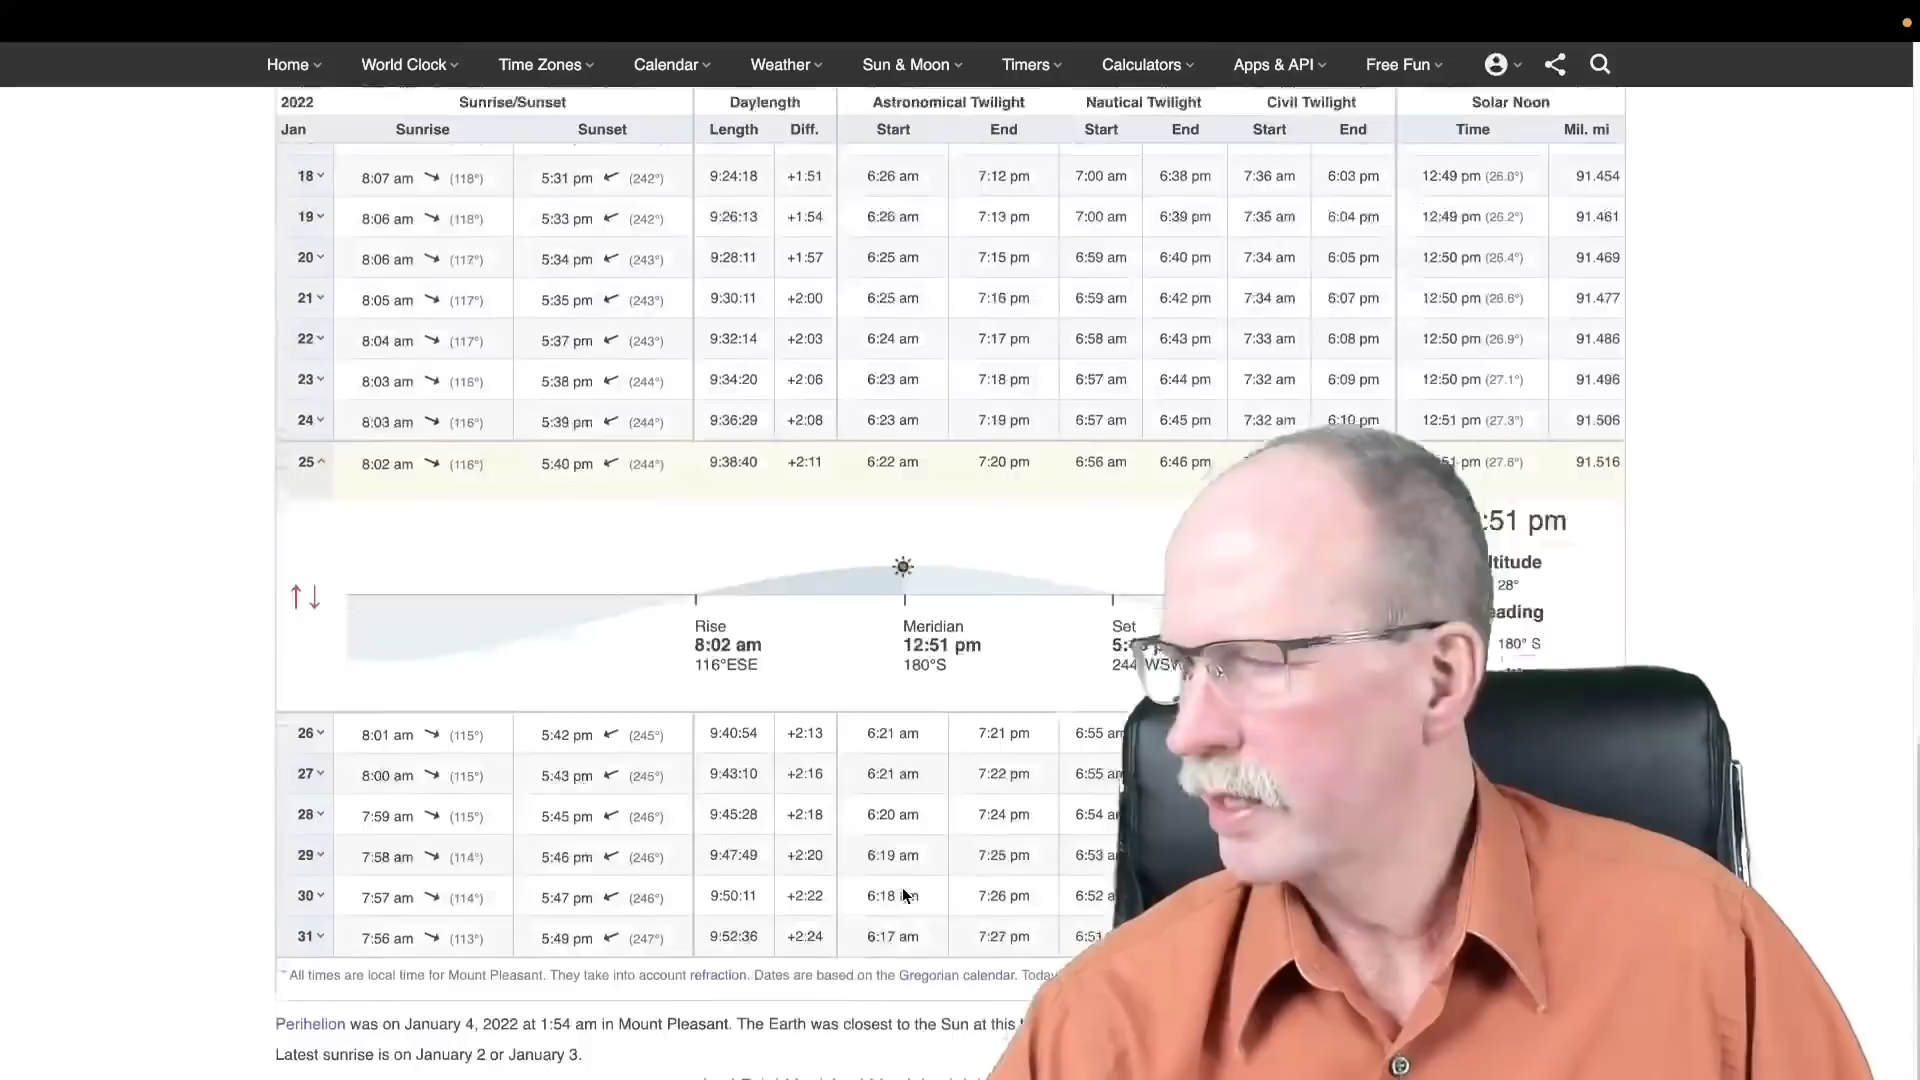 Home World Clock Time Zones Calendar Weather Sun & Moon Timers Calculators Apps & API Free Fun
2022 Sunrise/Sunset Daylength Astronomical Twilight Nautical Twilight Civil Twilight Solar Noon
Jan Sunrise Sunset Length Diff. Start End Start End Start End Time Mil. mi
18 8:07 am (118°) 5:31 pm (242°) 9:24:18 +1:51 6:26 am 7:12 pm 7:00 am 6:38 pm 7:36 am 6:03 pm 12:49 pm (26.0°) 91.454
19 8:06 am (118°) 5:33 pm (242°) 9:26:13 +1:54 6:26 am 7:13 pm 7:00 am 6:39 pm 7:35 am 6:04 pm 12:49 pm (26.2°) 91.461
20 8:06 am (117°) 5:34 pm (243°) 9:28:11 +1:57 6:25 am 7:15 pm 6:59 am 6:40 pm 7:34 am 6:05 pm 12:50 pm (26.4°) 91.469
21 8:05 am (117°) 5:35 pm (243°) 9:30:11 +2:00 6:25 am 7:16 pm 6:59 am 6:42 pm 7:34 am 6:07 pm 12:50 pm (26.6°) 91.477
22 8:04 am (117°) 5:37 pm (243°) 9:32:14 +2:03 6:24 am 7:17 pm 6:58 am 6:43 pm 7:33 am 6:08 pm 12:50 pm (26.9°) 91.486
23 8:03 am (116°) 5:38 pm (244°) 9:34:20 +2:06 6:23 am 7:18 pm 6:57 am 6:44 pm 7:32 am 6:09 pm 12:50 pm (27.1°) 91.496
24 8:03 am (116°) 5:39 pm (244°) 9:36:29 +2:08 6:23 am 7:19 pm 6:57 am 6:45 pm 7:32 am 6:10 pm 12:51 pm (27.3°) 91.506
25 8:02 am (116°) 5:40 pm (244°) 9:38:40 +2:11 6:22 am 7:20 pm 6:56 am 6:46 pm pm (27.6°) 91.516
:51 pm
28°
Rise Meridian Set
8:02 am 12:51 pm
116°ESE 180°S 244 WSW
180° S
26 8:01 am (115°) 5:42 pm (245°) 9:40:54 +2:13 6:21 am 7:21 pm 6:55 am
27 8:00 am (115°) 5:43 pm (245°) 9:43:10 +2:16 6:21 am 7:22 pm 6:55 am
28 7:59 am (115°) 5:45 pm (246°) 9:45:28 +2:18 6:20 am 7:24 pm 6:54 am
29 7:58 am (114°) 5:46 pm (246°) 9:47:49 +2:20 6:19 am 7:25 pm 6:53 a
30 7:57 am (114°) 5:47 pm (246°) 9:50:11 +2:22 6:18 7:26 pm 6:52 a
31 7:56 am (113°) 5:49 pm (247°) 9:52:36 +2:24 6:17 am 7:27 pm 6:51
* All times are local time for Mount Pleasant. They take into account refraction. Dates are based on the Gregorian calendar. Today
Perihelion was on January 4, 2022 at 1:54 am in Mount Pleasant. The Earth was closest to the Sun at this
Latest sunrise is on January 2 or January 3.